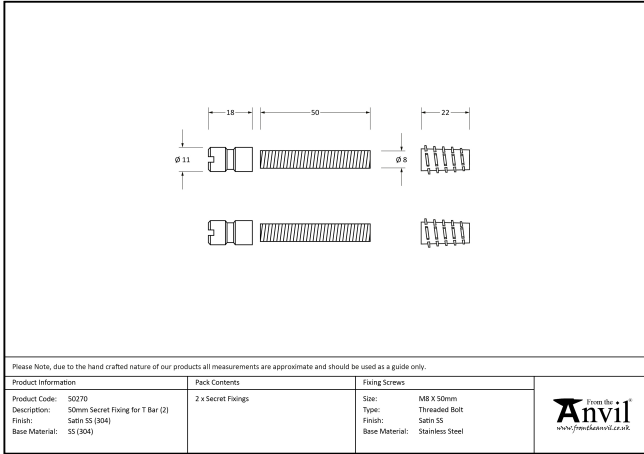 18
50
22
Ø 11
Ø 8
Please Note, due to the hand crafted nature of our products all measurements are approximate and should be used as a guide only.
Product Information
Pack Contents
Fixing Screws
Product Code: 50270
Description: 50mm Secret Fixing for T Bar (2)
Finish: Satin SS (304)
Base Material: SS (304)
2 x Secret Fixings
Size: M8 X 50mm
Type: Threaded Bolt
Finish: Satin SS
Base Material: Stainless Steel
From the
Anvil®
www.fromtheanvil.co.uk